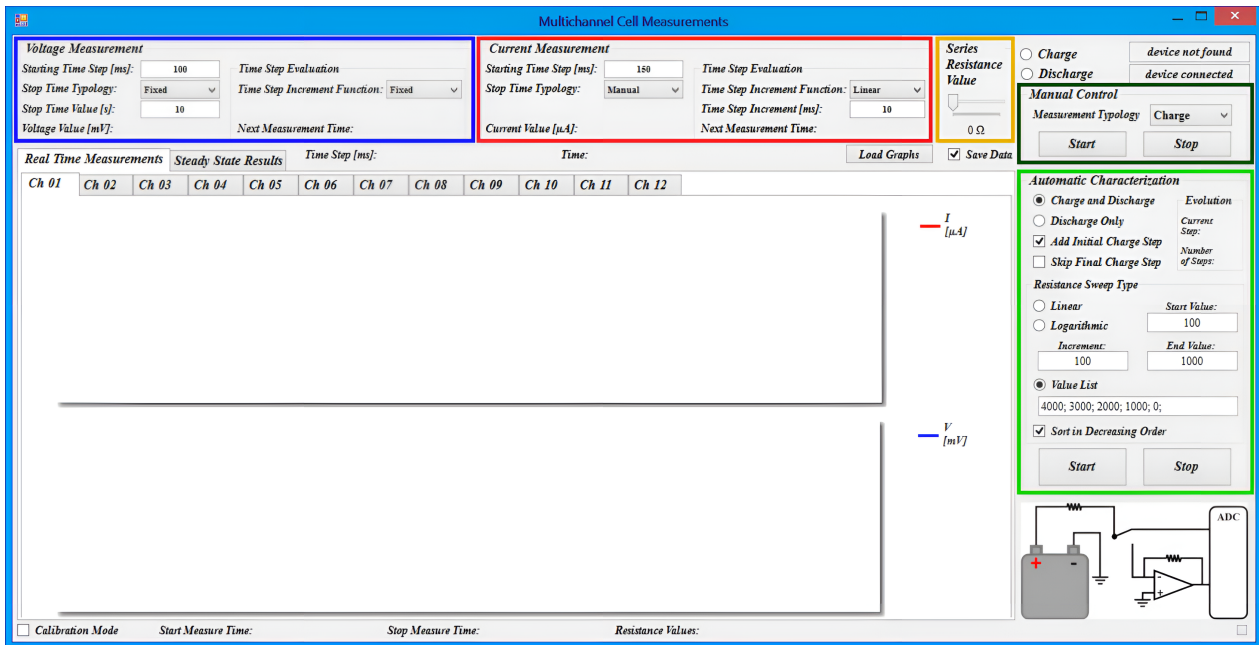 Multichannel Cell Measurements
Voltage Measurement
Starting Time Step [ms]: 100
Stop Time Typology: Fixed
Stop Time Value [s]: 10
Voltage Value [mV]:
Time Step Evaluation
Time Step Increment Function: Fixed
Next Measurement Time:
Current Measurement
Starting Time Step [ms]: 150
Stop Time Typology: Manual
Current Value [μA]:
Time Step Evaluation
Time Step Increment Function: Linear
Time Step Increment [ms]: 10
Next Measurement Time:
Series
Resistance
Value
0 Ω
Charge device not found
Discharge device connected
Manual Control
Measurement Typology Charge
Start Stop
Real Time Measurements Steady State Results Time Step [ms]: Time: Load Graphs Save Data
Ch 01 Ch 02 Ch 03 Ch 04 Ch 05 Ch 06 Ch 07 Ch 08 Ch 09 Ch 10 Ch 11 Ch 12
I
[μA]
V
[mV]
Automatic Characterization
Charge and Discharge
Discharge Only
Add Initial Charge Step
Skip Final Charge Step
Evolution
Current
Step:
Number
of Steps:
Resistance Sweep Type
Linear
Logarithmic
Start Value:
100
Increment:
100
End Value:
1000
Value List
4000; 3000; 2000; 1000; 0;
Sort in Decreasing Order
Start Stop
ADC
+ -
-
+
Calibration Mode Start Measure Time: Stop Measure Time: Resistance Values: